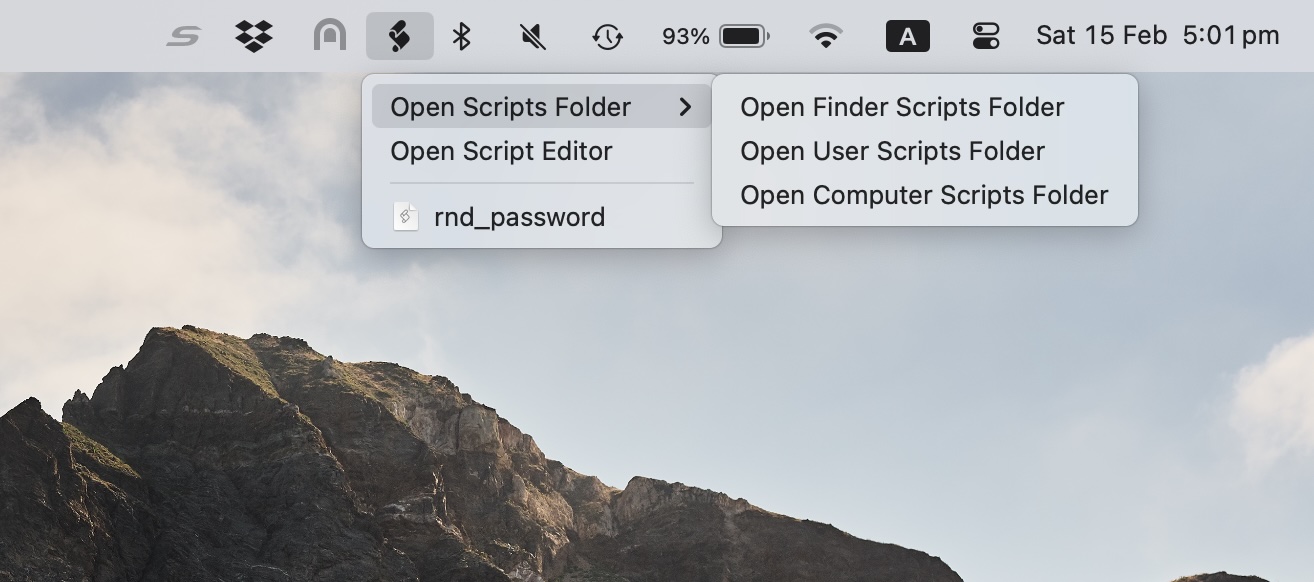 93% A Sat 15 Feb 5:01 pm
Open Scripts Folder
Open Script Editor
rnd_password
Open Finder Scripts Folder
Open User Scripts Folder
Open Computer Scripts Folder